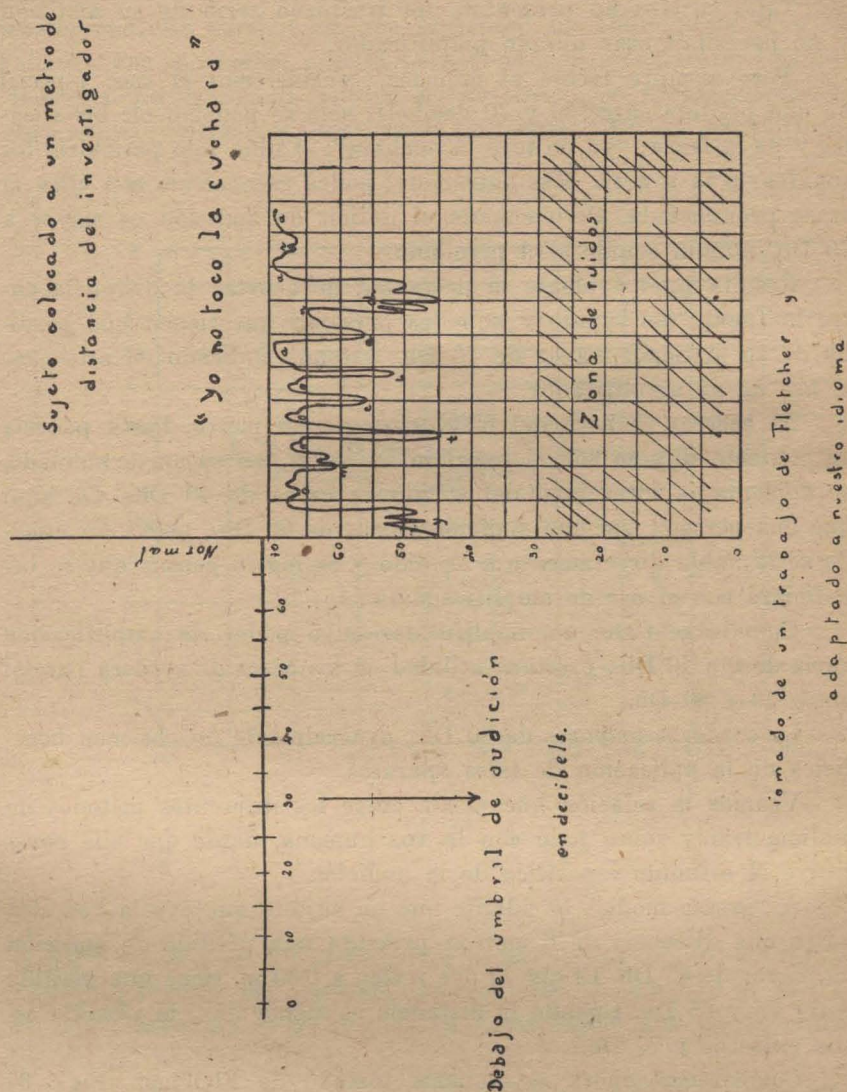 Sujeto colocado a un metro de
distancia del investigador
"Yo no toco la cuchara"
Normal
70
60
50
40
30
20
10
0
Zona de ruidos
y
o
n
o
t
o
c
o
l
a
c
u
ch
a
r
a
0
10
20
30
40
50
60
Debajo del umbril de audición
en decibels.
Tomado de un trabajo de Fletcher y
adaptado a nuestro idioma